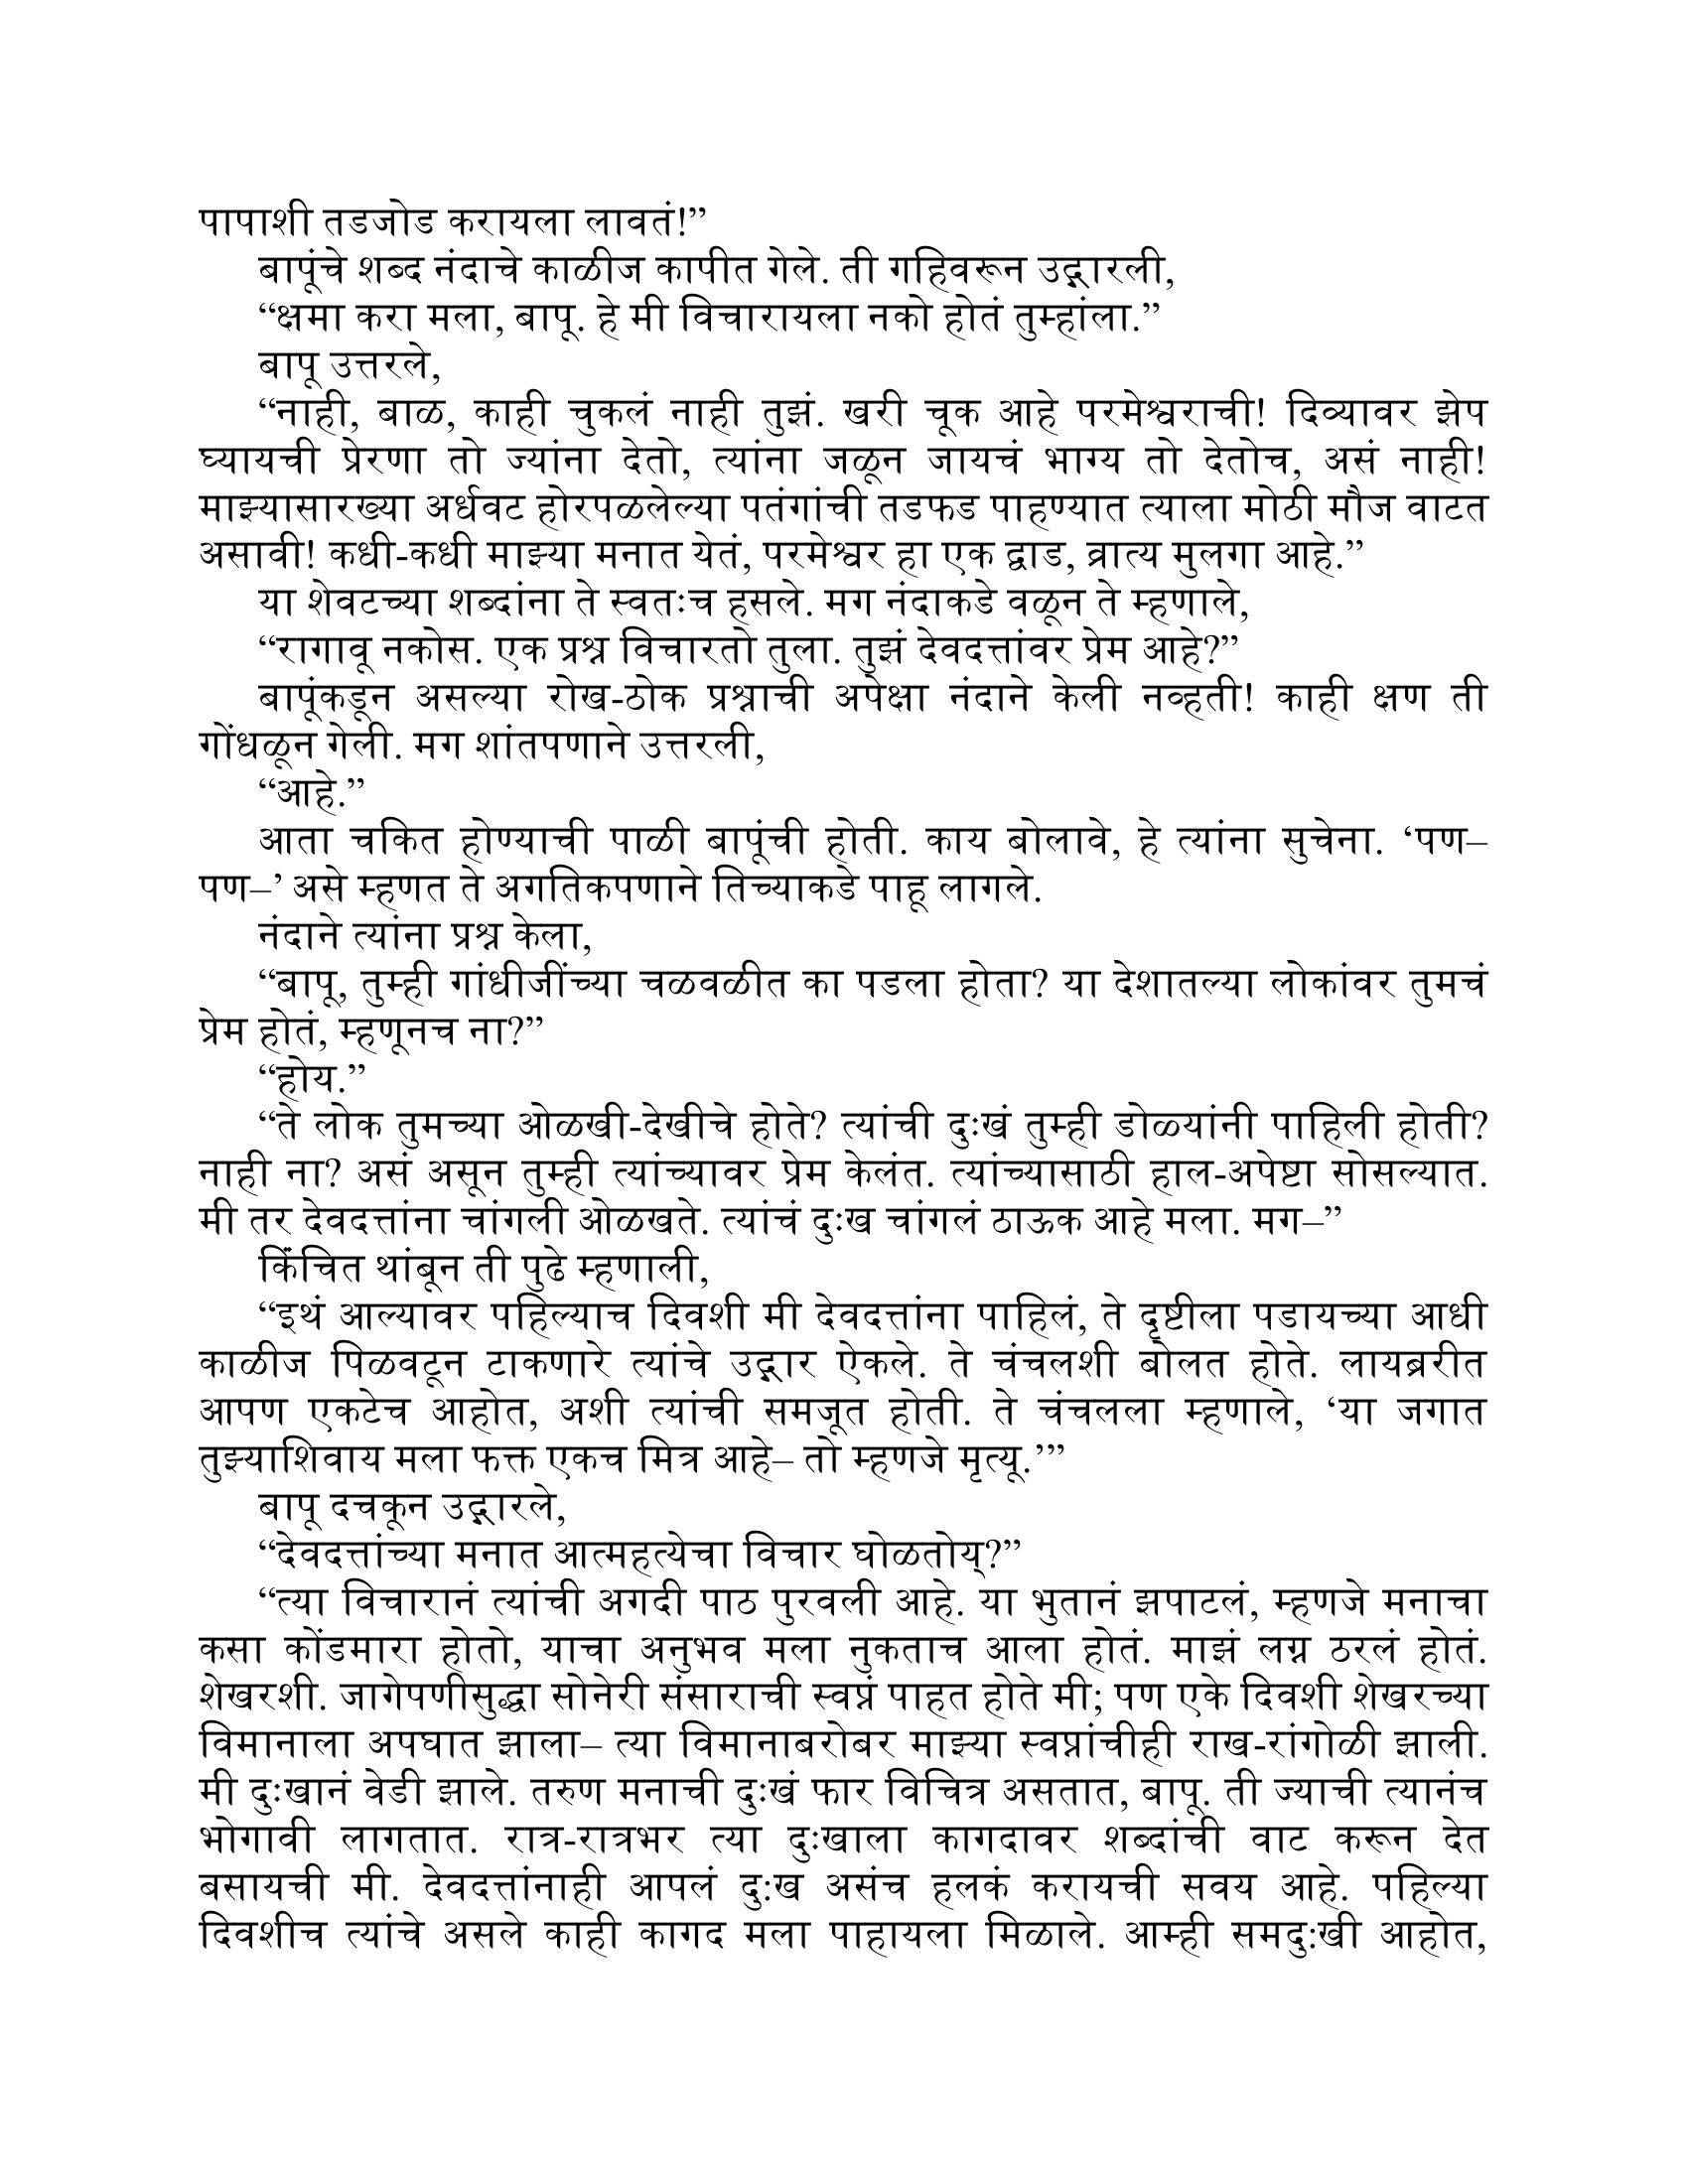 पापाशी तडजोड करायला लावतं!”
बापूंचे शब्द नंदाचे काळीज कापीत गेले. ती गहिवरून उद्गारली,
“क्षमा करा मला, बापू. हे मी विचारायला नको होतं तुम्हांला.”
बापू उत्तरले,
“नाही, बाळ, काही चुकलं नाही तुझं. खरी चूक आहे परमेश्वराची! दिव्यावर झेप
घ्यायची प्रेरणा तो ज्यांना देतो, त्यांना जळून जायचं भाग्य तो देतोच, असं नाही!
माझ्यासारख्या अर्धवट होरपळलेल्या पतंगांची तडफड पाहण्यात त्याला मोठी मौज वाटत
असावी! कधी-कधी माझ्या मनात येतं, परमेश्वर हा एक द्वाड, व्रात्य मुलगा आहे.”
या शेवटच्या शब्दांना ते स्वतःच हसले. मग नंदाकडे वळून ते म्हणाले,
“रागावू नकोस. एक प्रश्न विचारतो तुला. तुझं देवदत्तांवर प्रेम आहे?”
बापूंकडून असल्या रोख-ठोक प्रश्नाची अपेक्षा नंदाने केली नव्हती! काही क्षण ती
गोंधळून गेली. मग शांतपणाने उत्तरली,
“आहे.”
आता चकित होण्याची पाळी बापूंची होती. काय बोलावे, हे त्यांना सुचेना. ‘पण–
पण–’ असे म्हणत ते अगतिकपणाने तिच्याकडे पाहू लागले.
नंदाने त्यांना प्रश्न केला,
“बापू, तुम्ही गांधीजींच्या चळवळीत का पडला होता? या देशातल्या लोकांवर तुमचं
प्रेम होतं, म्हणूनच ना?”
“होय.”
“ते लोक तुमच्या ओळखी-देखीचे होते? त्यांची दुःखं तुम्ही डोळ्यांनी पाहिली होती?
नाही ना? असं असून तुम्ही त्यांच्यावर प्रेम केलंत. त्यांच्यासाठी हाल-अपेष्टा सोसल्यात.
मी तर देवदत्तांना चांगली ओळखते. त्यांचं दुःख चांगलं ठाऊक आहे मला. मग–”
किंचित थांबून ती पुढे म्हणाली,
“इथं आल्यावर पहिल्याच दिवशी मी देवदत्तांना पाहिलं, ते दृष्टीला पडायच्या आधी
काळीज पिळवटून टाकणारे त्यांचे उद्गार ऐकले. ते चंचलशी बोलत होते. लायब्ररीत
आपण एकटेच आहोत, अशी त्यांची समजूत होती. ते चंचलला म्हणाले, ‘या जगात
तुझ्याशिवाय मला फक्त एकच मित्र आहे– तो म्हणजे मृत्यू.’”
बापू दचकून उद्गारले,
“देवदत्तांच्या मनात आत्महत्येचा विचार घोळतोय्?”
“त्या विचारानं त्यांची अगदी पाठ पुरवली आहे. या भुतानं झपाटलं, म्हणजे मनाचा
कसा कोंडमारा होतो, याचा अनुभव मला नुकताच आला होतं. माझं लग्न ठरलं होतं.
शेखरशी. जागेपणीसुद्धा सोनेरी संसाराची स्वप्नं पाहत होते मी; पण एके दिवशी शेखरच्या
विमानाला अपघात झाला– त्या विमानाबरोबर माझ्या स्वप्नांचीही राख-रांगोळी झाली.
मी दुःखानं वेडी झाले. तरुण मनाची दुःखं फार विचित्र असतात, बापू. ती ज्याची त्यानंच
भोगावी लागतात. रात्र-रात्रभर त्या दुःखाला कागदावर शब्दांची वाट करून देत
बसायची मी. देवदत्तांनाही आपलं दु:ख असंच हलकं करायची सवय आहे. पहिल्या
दिवशीच त्यांचे असले काही कागद मला पाहायला मिळाले. आम्ही समदु:खी आहोत,